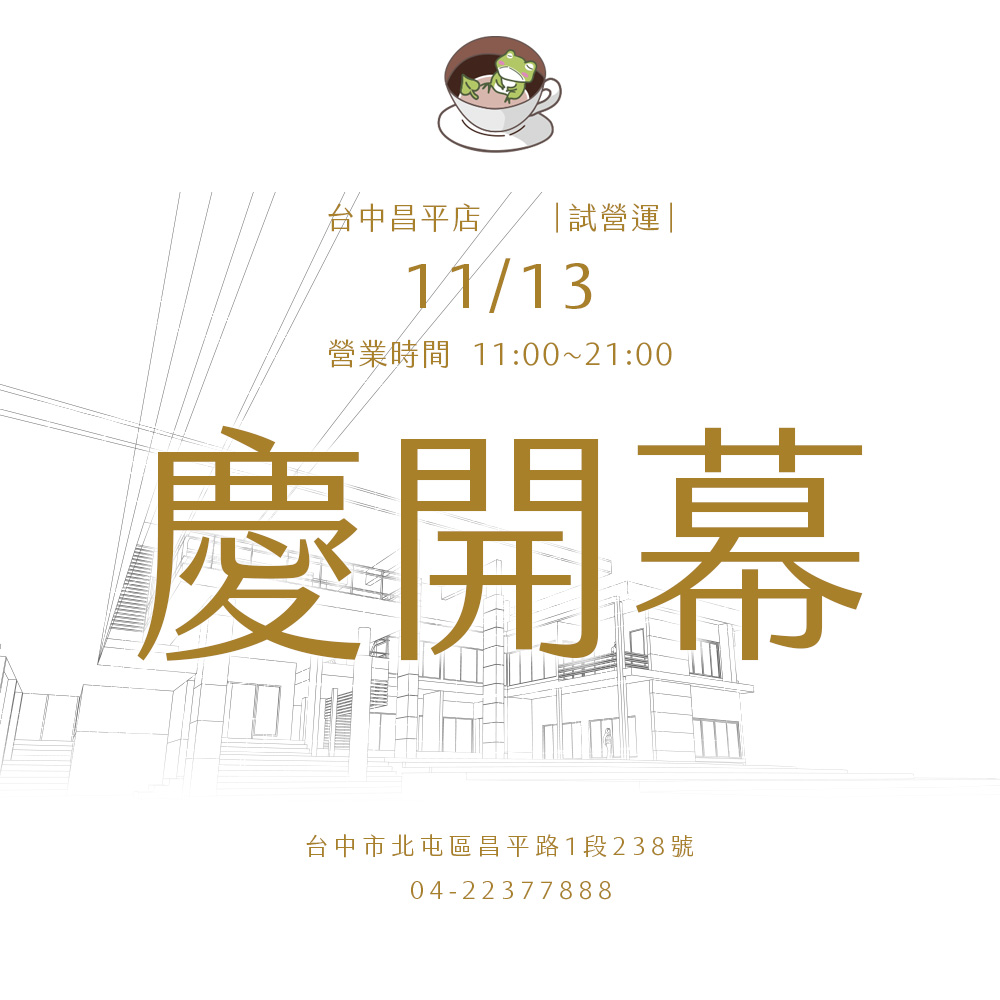 台中昌平店 |試營運|
11/13
營業時間 11:00~21:00
慶開幕
台中市北屯區昌平路1段238號
04-22377888